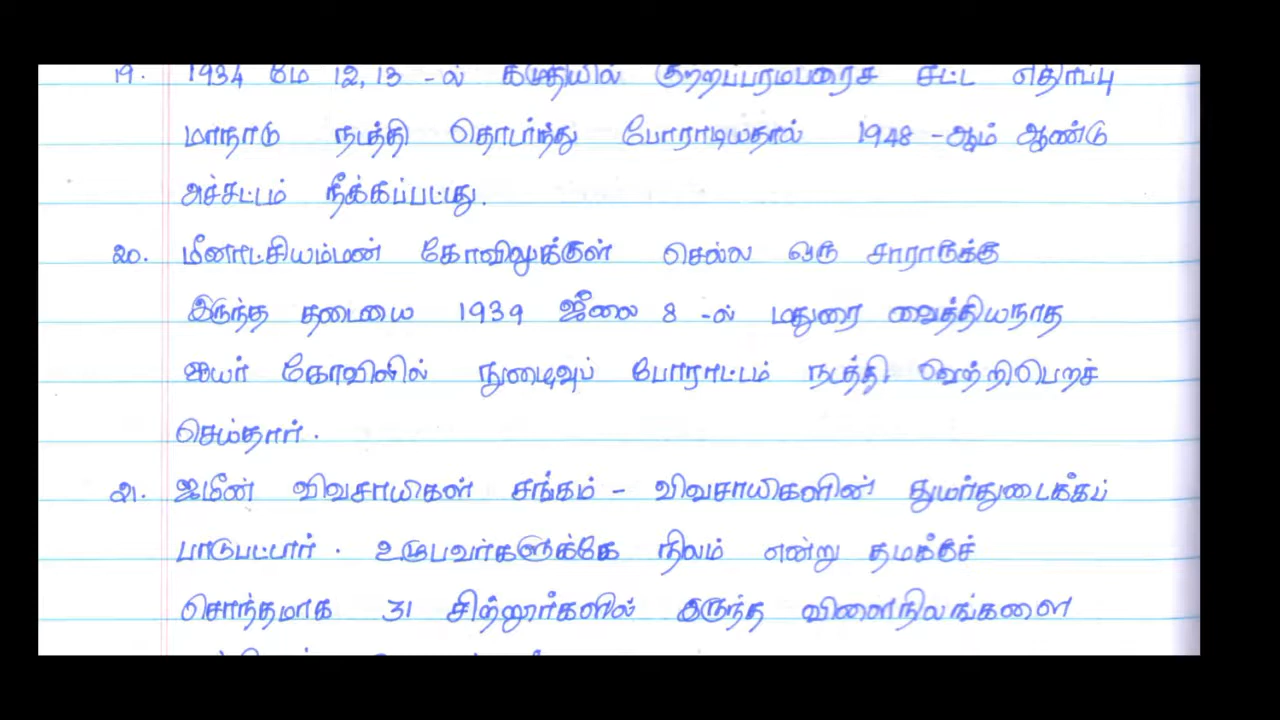 19. 1934 மே 12,13 -ல் கமுதியில் குற்றப்பரம்பரைச் சட்ட எதிர்ப்பு
மாநாடு நடத்தி தொடர்ந்து போராடியதால் 1948 -ஆம் ஆண்டு
அச்சட்டம் நீக்கப்பட்டது.
20. மீனாட்சியம்மன் கோவிலுக்குள் செல்ல ஒரு சாராருக்கு
இருந்த தடையை 1939 ஜீலை 8 -ல் மதுரை வைத்தியநாத
ஐயர் கோவிலில் நுழைவுப் போராட்டம் நடத்தி வெற்றிபெறச்
செய்தார்.
21. ஜமீன் விவசாயிகள் சங்கம் - விவசாயிகளின் துயர்துடைக்கப்
பாடுபட்டார். உழுபவர்களுக்கே நிலம் என்று தமக்குச்
சொந்தமாக 31 சிற்றூர்களில் இருந்த விளைநிலங்களை